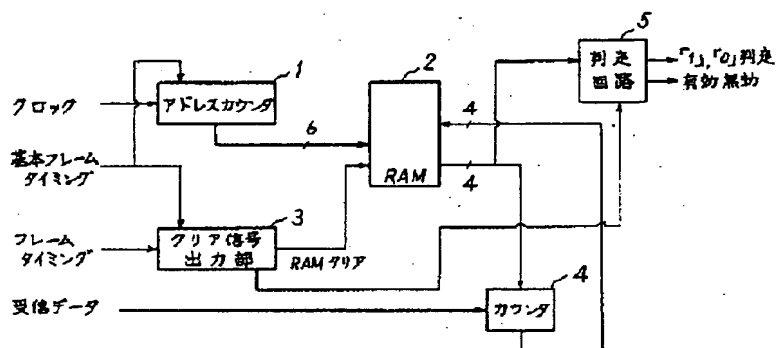 クロック
基本フレーム
タイミング
フレーム
タイミング
受信データ
1
アドレスカウンタ
6
2
RAM
4
4
3
クリア信号
出力部
RAMクリア
5
判定
回路
「1」,「0」判定
有効無効
カウンタ
4